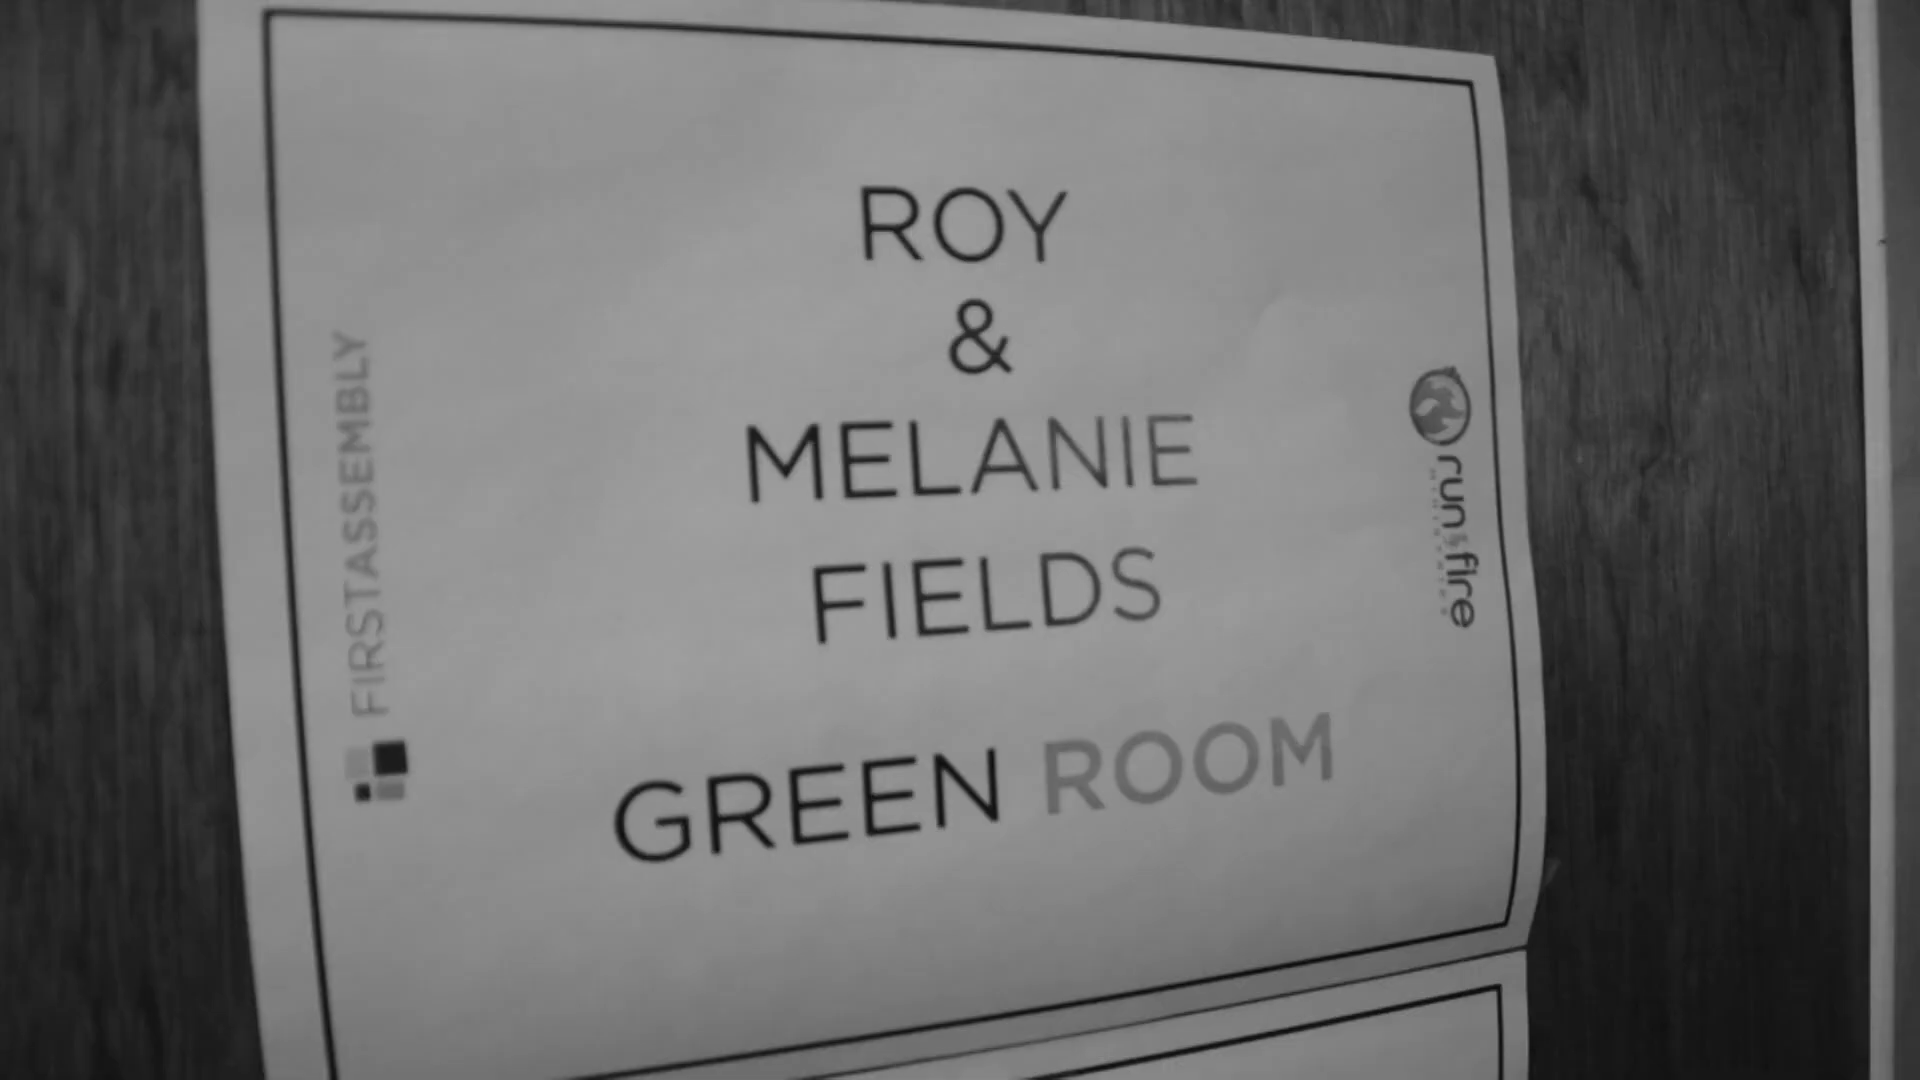 ROY
&
MELANIE
FIELDS
GREEN ROOM
FIRSTASSEMBLY
run fire